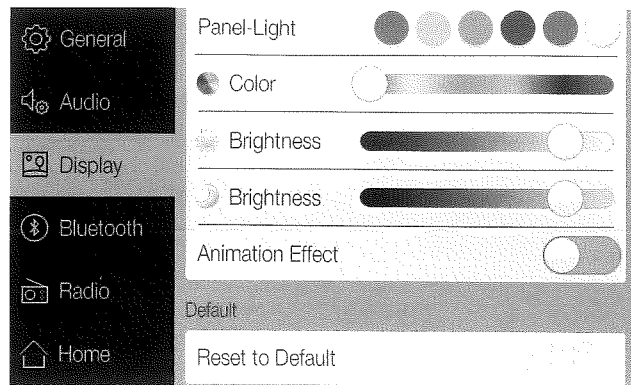 General
Audio
Display
Bluetooth
Radio
Home
Panel-Light
Color
Brightness
Brightness
Animation Effect
Default
Reset to Default